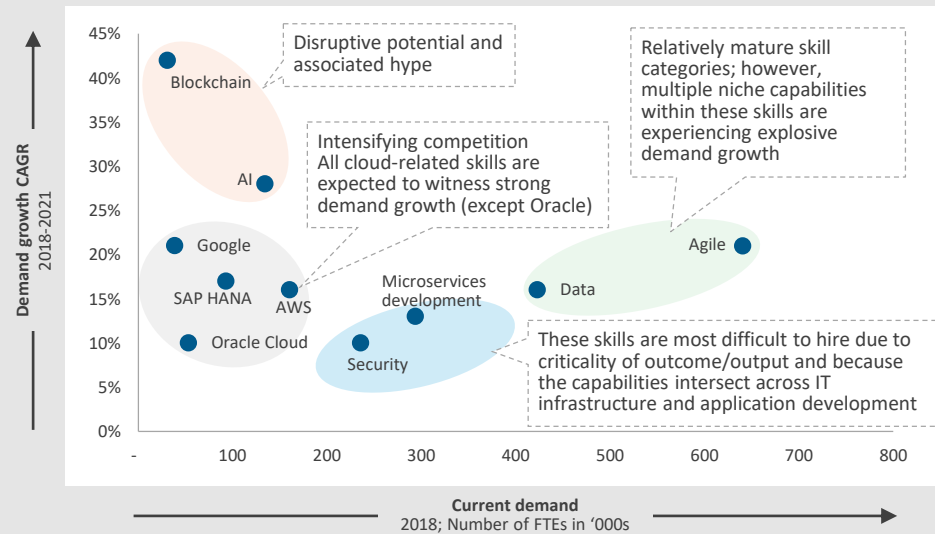 Demand growth CAGR
2018-2021
45%
40%
35%
30%
25%
20%
15%
10%
5%
0%
Disruptive potential and
associated hype
Relatively mature skill
categories; however,
multiple niche capabilities
within these skills are
experiencing explosive
demand growth
Intensifying competition
All cloud-related skills are
expected to witness strong
demand growth (except Oracle)
These skills are most difficult to hire due to
criticality of outcome/output and because
the capabilities intersect across IT
infrastructure and application development
Blockchain
AI
Google
SAP HANA
AWS
Oracle Cloud
Microservices
development
Security
Data
Agile
-
100
200
300
400
500
600
700
800
Current demand
2018; Number of FTEs in ‘000s